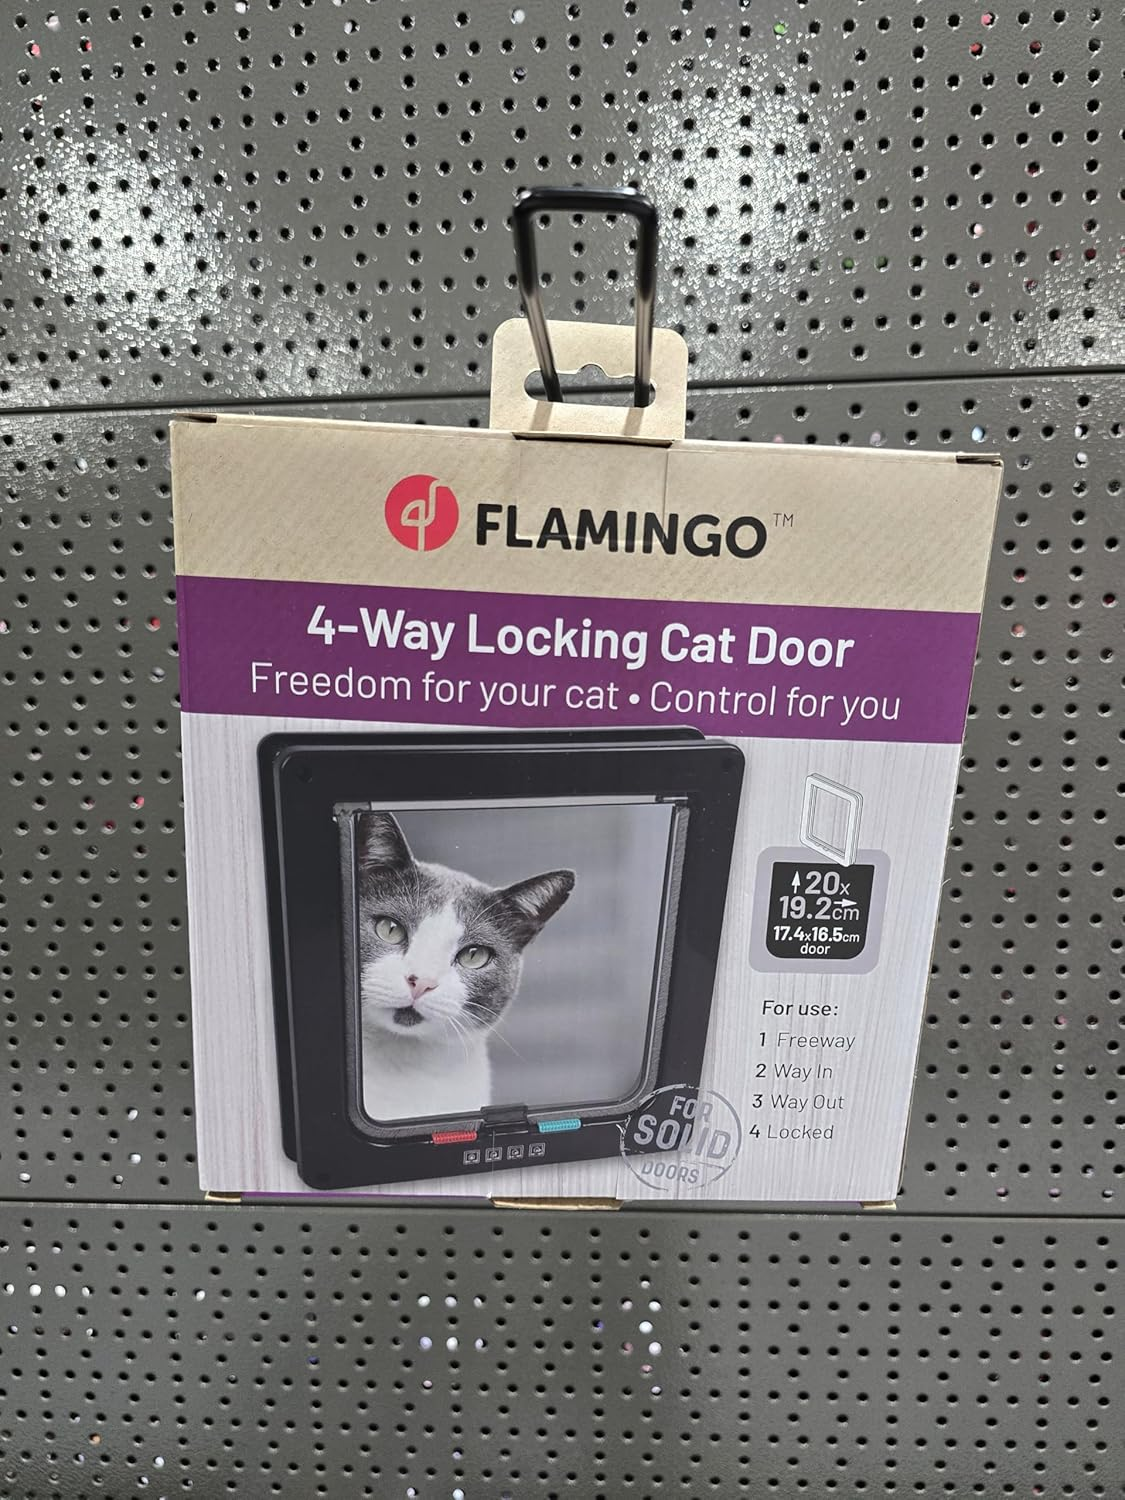 FLAMINGO™
4-Way Locking Cat Door
Freedom for your cat • Control for you
20x
19.2cm
17.4x16.5cm
door
For use:
1 Freeway
2 Way In
3 Way Out
4 Locked
FOR
SOLID
DOORS